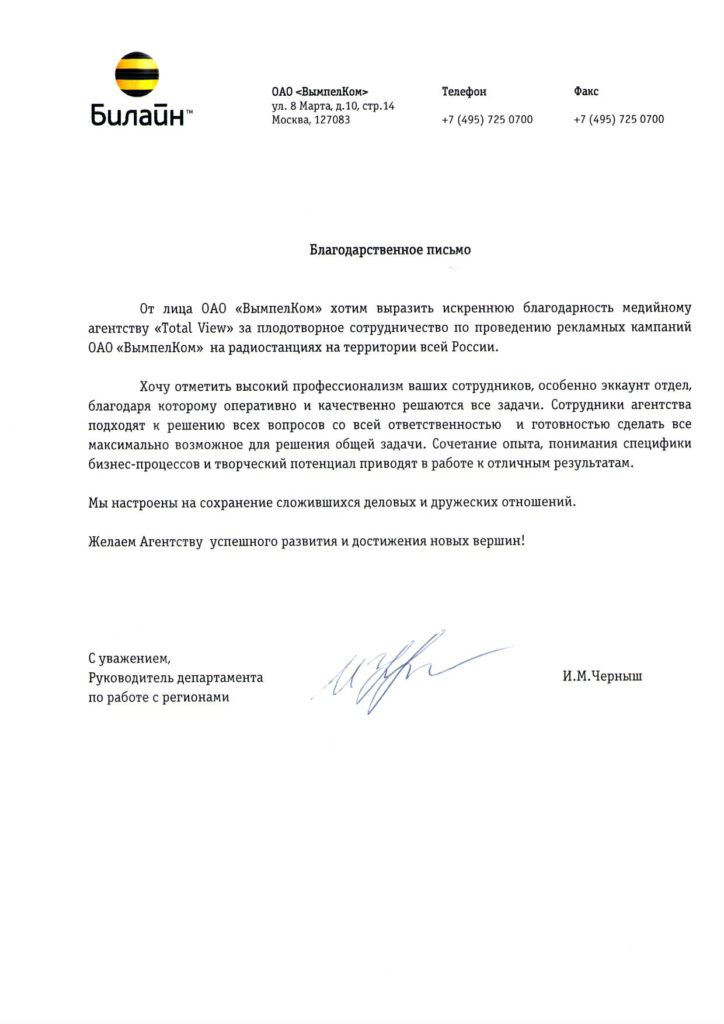 Билайн™
ОАО «ВымпелКом»
ул. 8 Марта, д.10, стр.14
Москва, 127083
Телефон
+7 (495) 725 0700
Факс
+7 (495) 725 0700
Благодарственное письмо
От лица ОАО «ВымпелКом» хотим выразить искреннюю благодарность медийному
агентству «Total View» за плодотворное сотрудничество по проведению рекламных кампаний
ОАО «ВымпелКом» на радиостанциях на территории всей России.
Хочу отметить высокий профессионализм ваших сотрудников, особенно эккаунт отдел,
благодаря которому оперативно и качественно решаются все задачи. Сотрудники агентства
подходят к решению всех вопросов со всей ответственностью и готовностью сделать все
максимально возможное для решения общей задачи. Сочетание опыта, понимания специфики
бизнес-процессов и творческий потенциал приводят в работе к отличным результатам.
Мы настроены на сохранение сложившихся деловых и дружеских отношений.
Желаем Агентству успешного развития и достижения новых вершин!
С уважением,
Руководитель департамента
по работе с регионами
И.М.Черныш